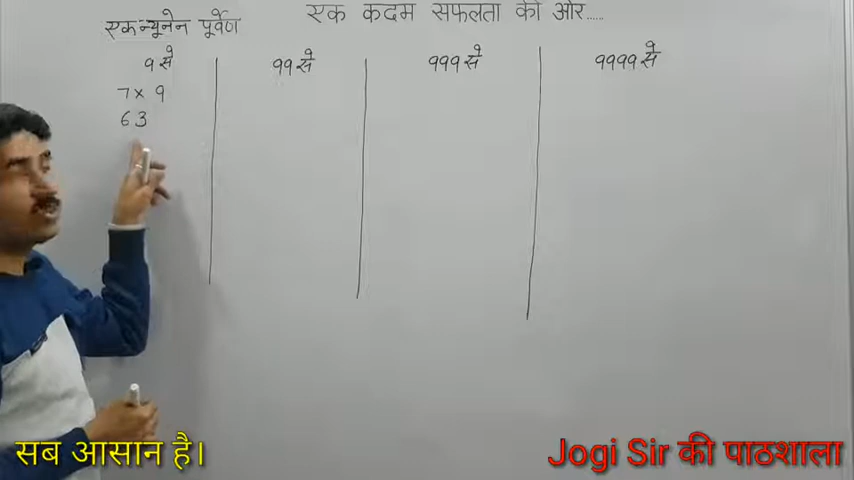 एक कदम सफलता की ओर.....
एकन्यूनेन पूर्वेण
9 से 99 से 999 से 9999 से
7 × 9
63
सब आसान है।
Jogi Sir की पाठशाला